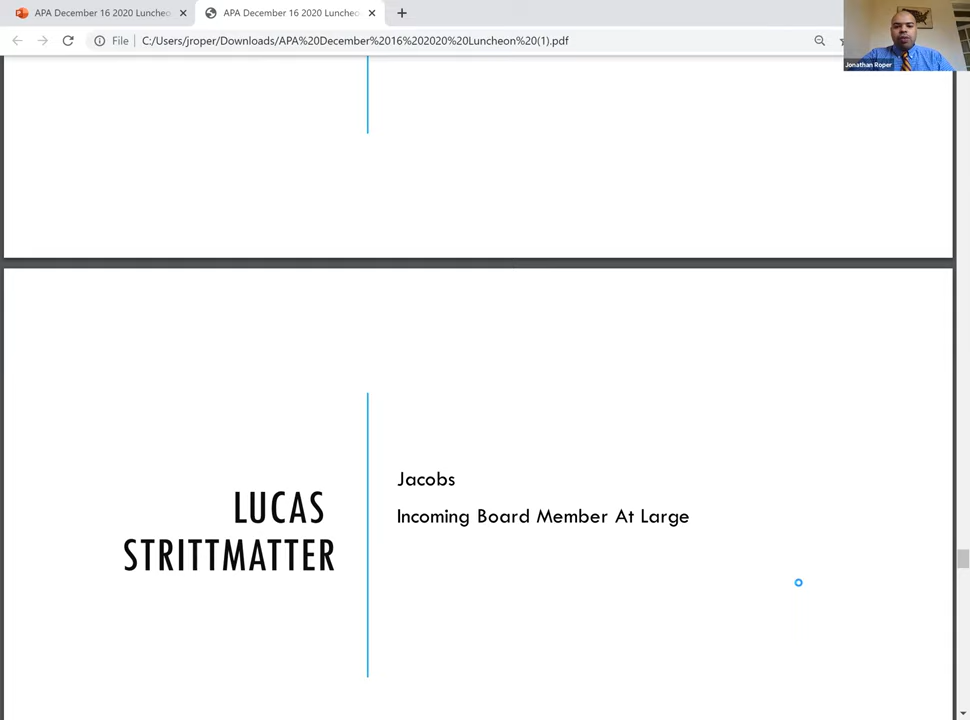 APA December 16 2020 Luncheo
APA December 16 2020 Luncheo
File
C:/Users/jroper/Downloads/APA%20December%2016%202020%20Luncheon%20(1).pdf
Jonathan Roper
LUCAS
STRITTMATTER
Jacobs
Incoming Board Member At Large